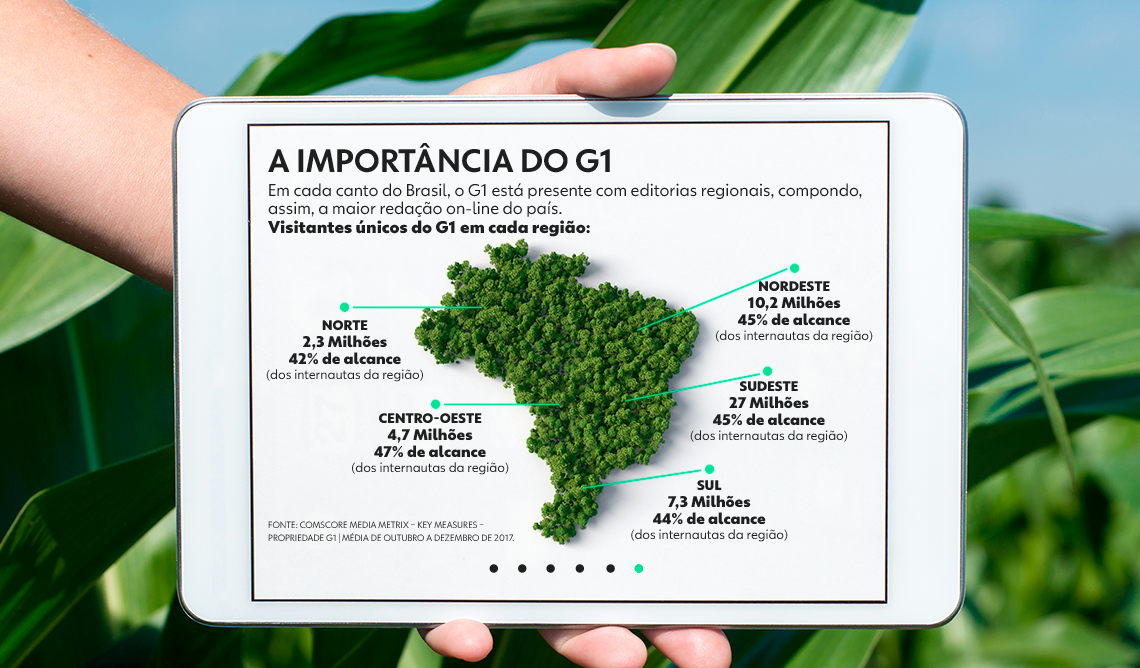 A IMPORTÂNCIA DO G1
Em cada canto do Brasil, o G1 está presente com editorias regionais, compondo,
assim, a maior redação on-line do país.
Visitantes únicos do G1 em cada região:
NORTE
2,3 Milhões
42% de alcance
(dos internautas da região)
NORDESTE
10,2 Milhões
45% de alcance
(dos internautas da região)
CENTRO-OESTE
4,7 Milhões
47% de alcance
(dos internautas da região)
SUDESTE
27 Milhões
45% de alcance
(dos internautas da região)
SUL
7,3 Milhões
44% de alcance
(dos internautas da região)
FONTE: COMSCORE MEDIA METRIX – KEY MEASURES –
PROPRIEDADE G1 | MÉDIA DE OUTUBRO A DEZEMBRO DE 2017.